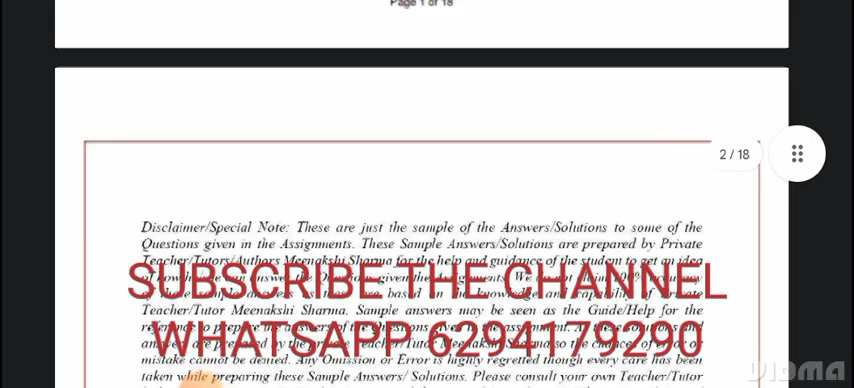 Page 1 of 18
2 / 18
Disclaimer/Special Note: These are just the sample of the Answers/Solutions to some of the
Questions given in the Assignments. These Sample Answers/Solutions are prepared by Private
Teacher/Tutors/Authors Meenakshi Sharma for the help and guidance of the student to get an idea
SUBSCRIBE THE CHANNEL
Teacher/Tutor Meenakshi Sharma. Sample answers may be seen as the Guide/Help for the
WHATSAPP 6294179290
mistake cannot be denied. Any Omission or Error is highly regretted though every care has been
taken while preparing these Sample Answers/ Solutions. Please consult your own Teacher/Tutor
VIDMA